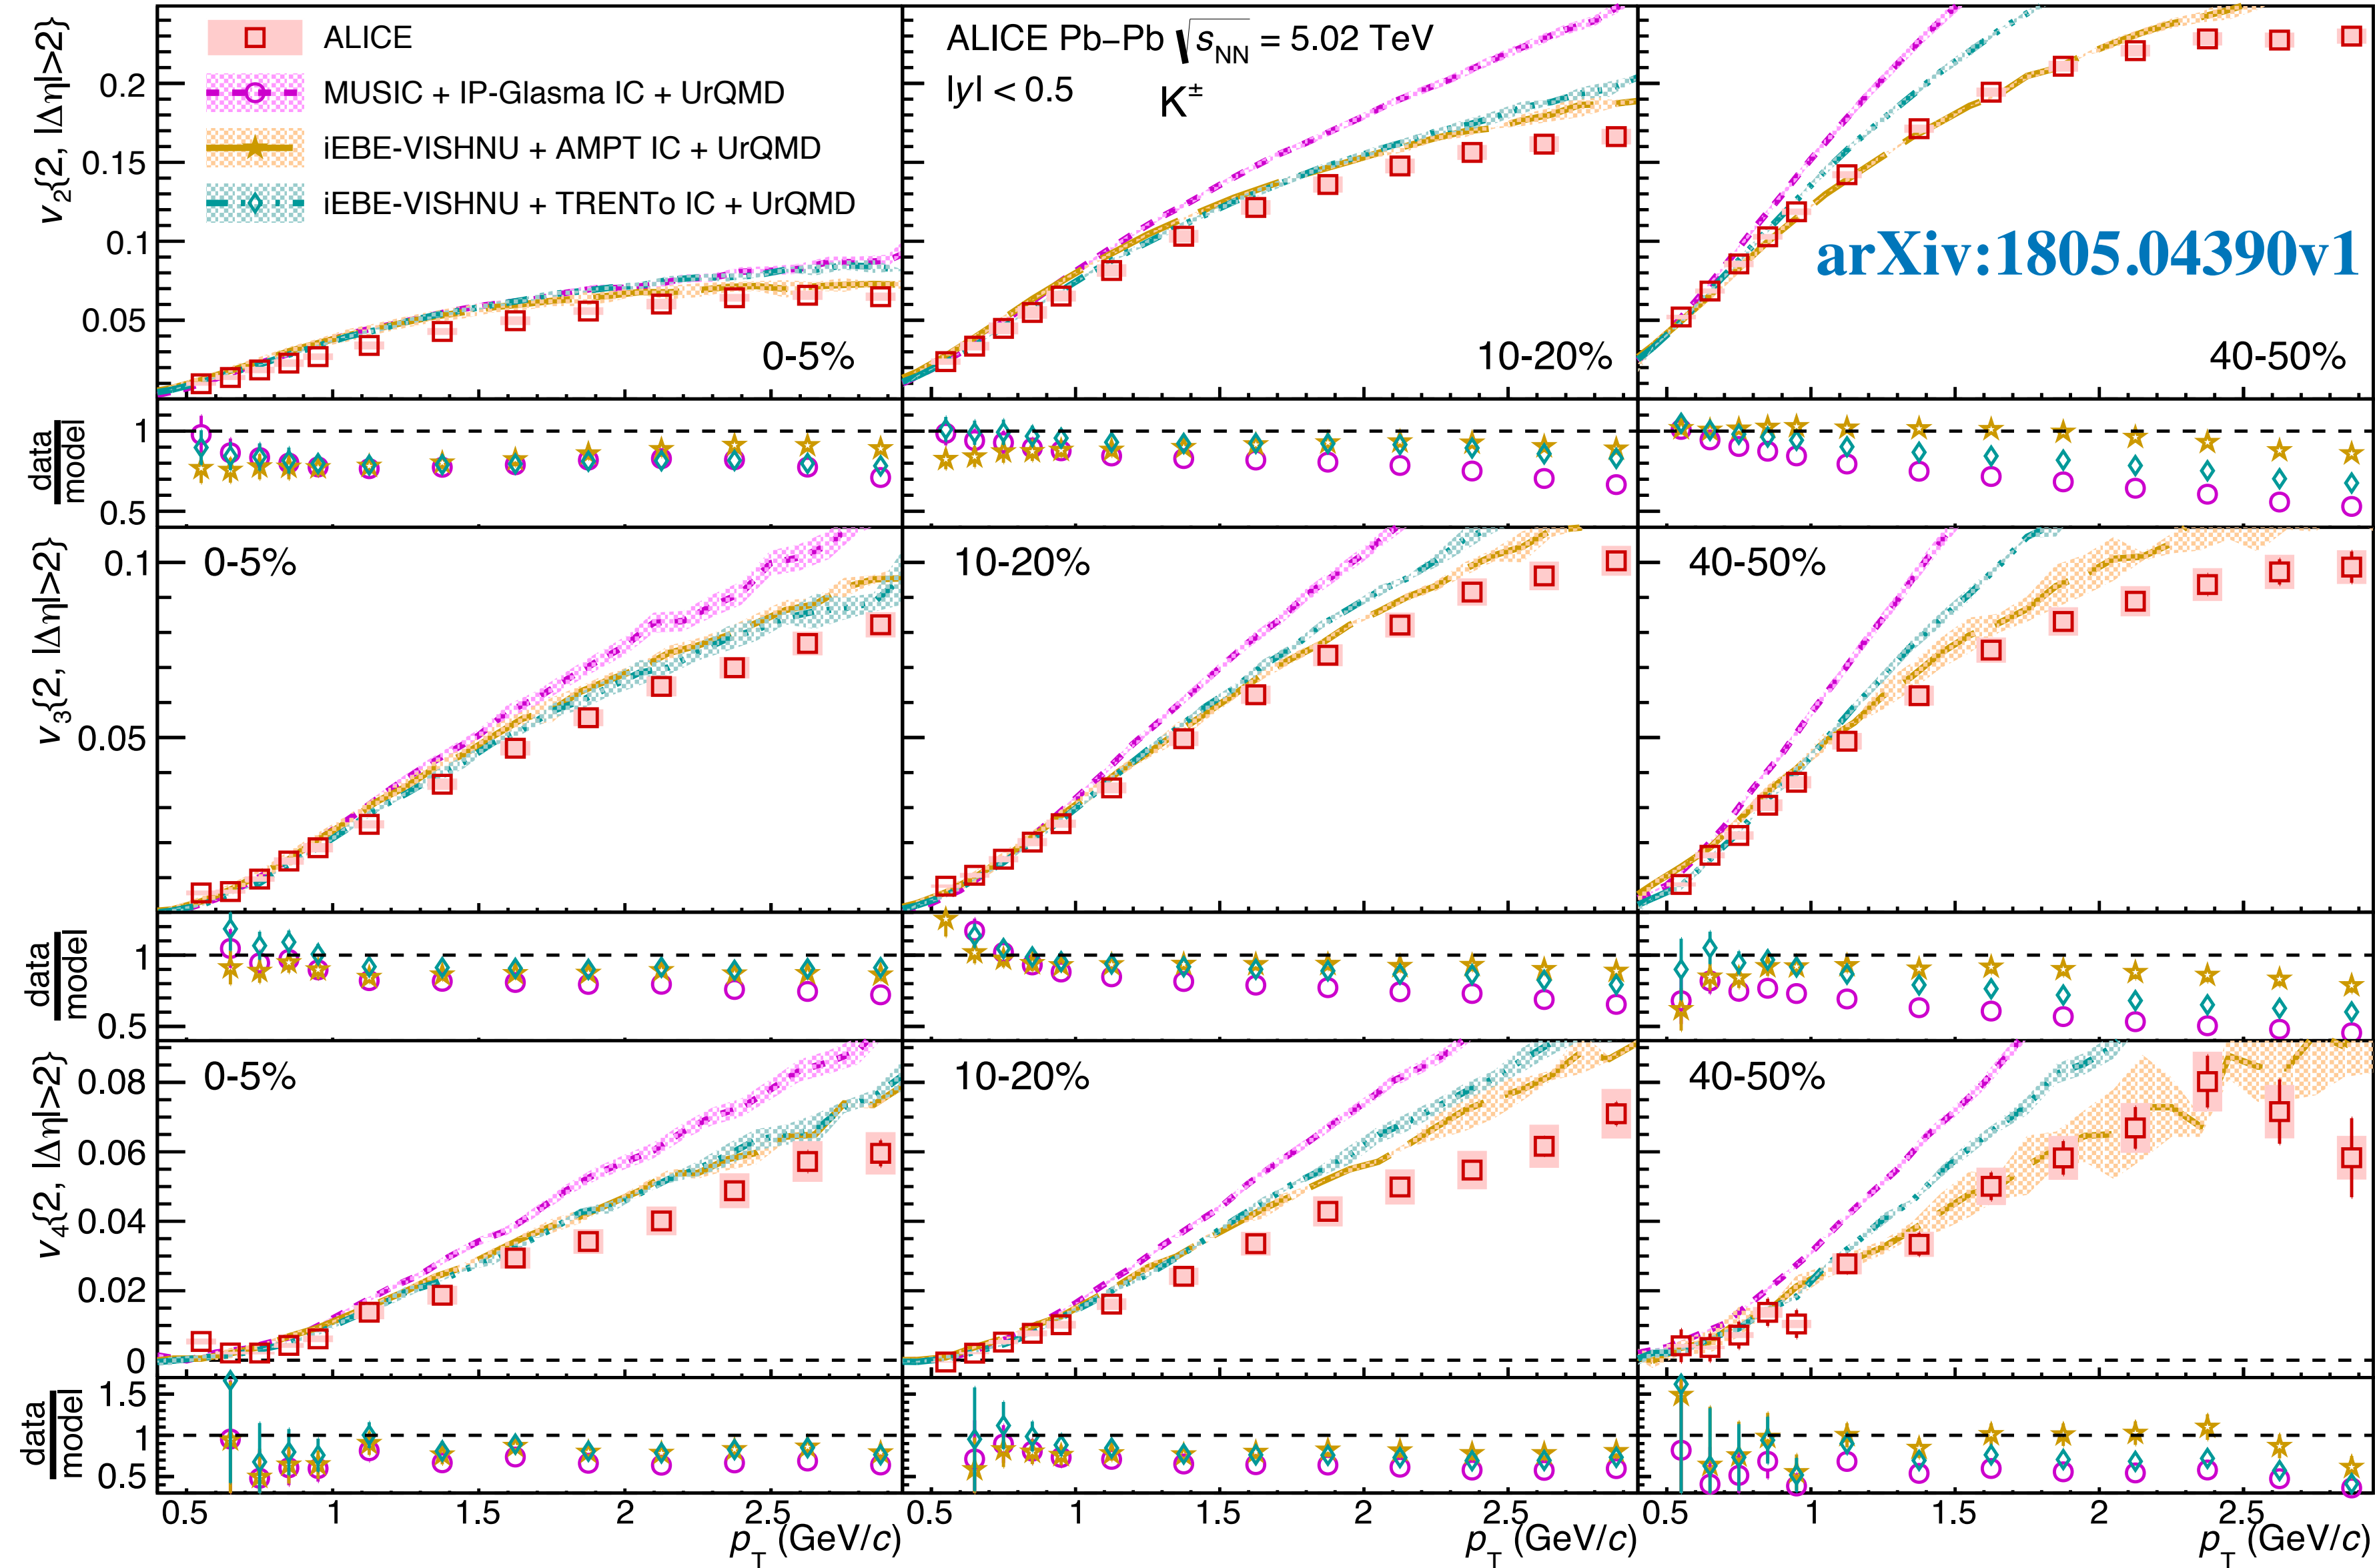 ALICE
MUSIC + IP-Glasma IC + UrQMD
iEBE-VISHNU + AMPT IC + UrQMD
iEBE-VISHNU + TRENTo IC + UrQMD
ALICE Pb–Pb √s_NN = 5.02 TeV
|y| < 0.5
K±
arXiv:1805.04390v1
v2{2, |Δη|>2}
0.2
0.15
0.1
0.05
0-5%
10-20%
40-50%
data
model
1
0.5
v3{2, |Δη|>2}
0.1
0.05
0-5%
10-20%
40-50%
data
model
1
0.5
v4{2, |Δη|>2}
0.08
0.06
0.04
0.02
0
0-5%
10-20%
40-50%
data
model
1.5
1
0.5
0.5 1 1.5 2 2.5
0.5 1 1.5 2 2.5
0.5 1 1.5 2 2.5
pT (GeV/c)
pT (GeV/c)
pT (GeV/c)